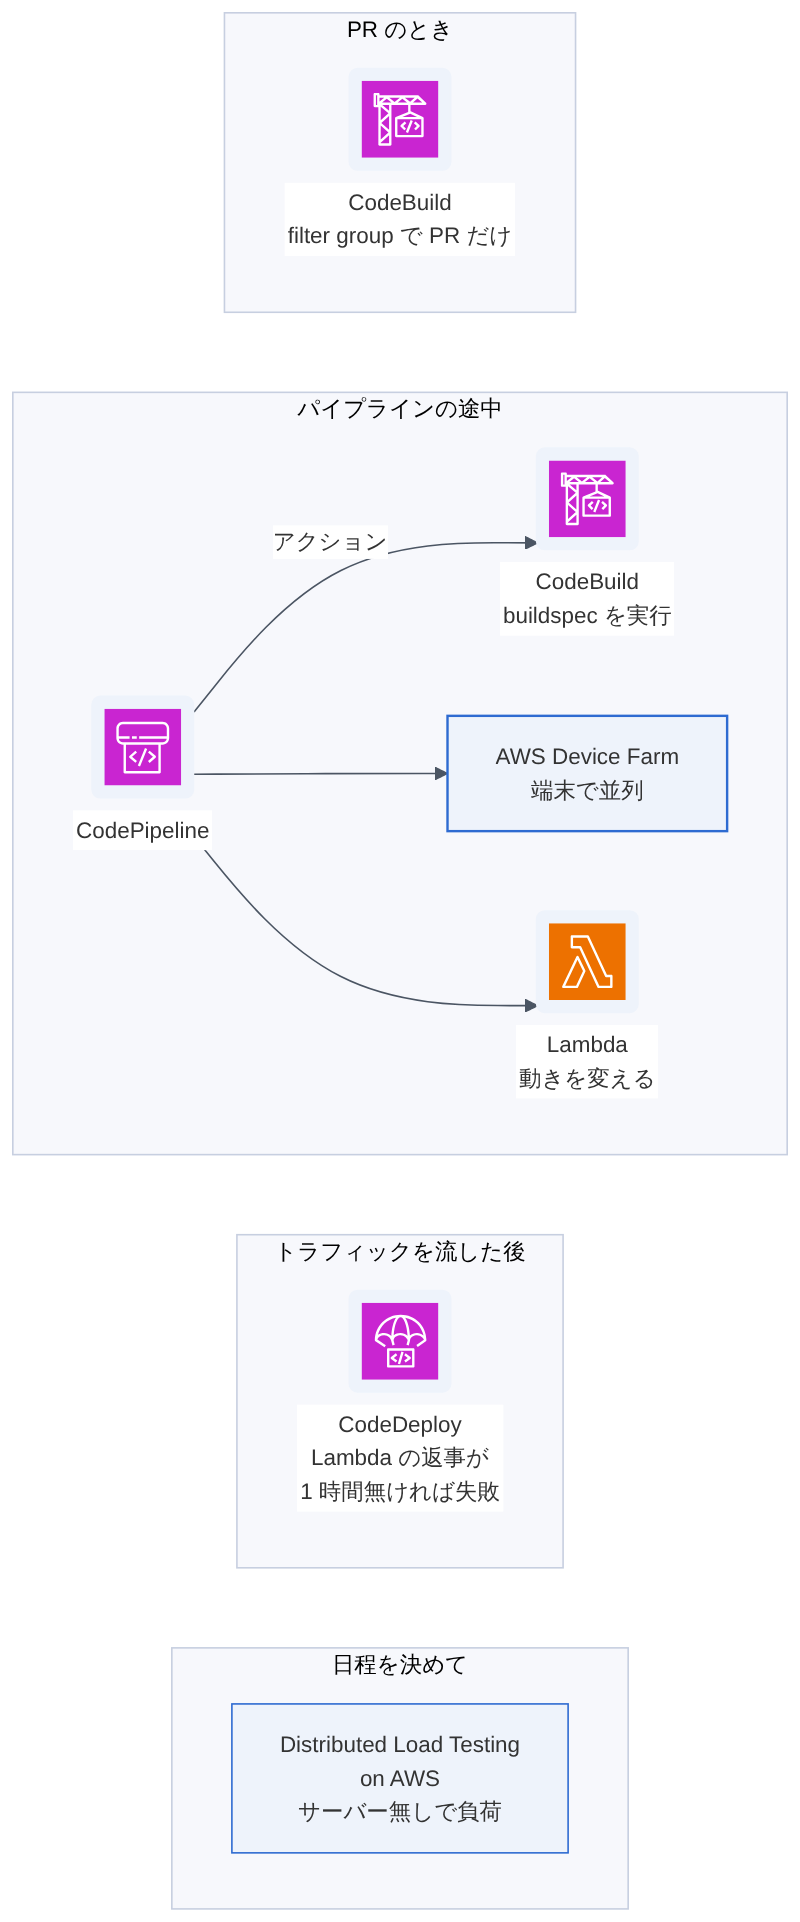 PR のとき
CodeBuild
filter group で PR だけ
パイプラインの途中
アクション
CodeBuild
buildspec を実行
AWS Device Farm
端末で並列
CodePipeline
Lambda
動きを変える
トラフィックを流した後
CodeDeploy
Lambda の返事が
1 時間無ければ失敗
日程を決めて
Distributed Load Testing
on AWS
サーバー無しで負荷